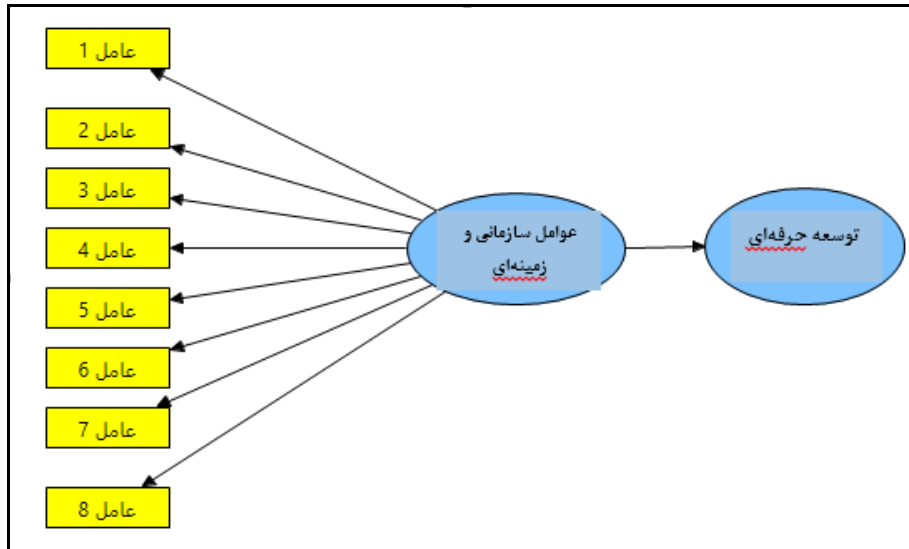 عامل 1
عامل 2
عامل 3
عامل 4
عامل 5
عامل 6
عامل 7
عامل 8
عوامل سازمانی و
زمینه‌ای
توسعه حرفه‌ای